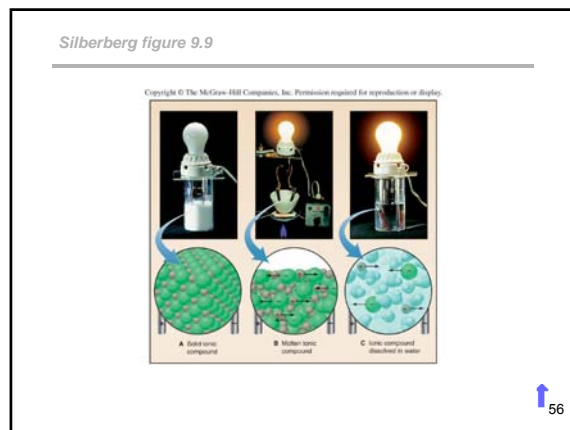 Silberberg figure 9.9
Copyright © The McGraw-Hill Companies, Inc. Permission required for reproduction or display.
A Solid ionic
compound
B Molten ionic
compound
C Ionic compound
dissolved in water
56